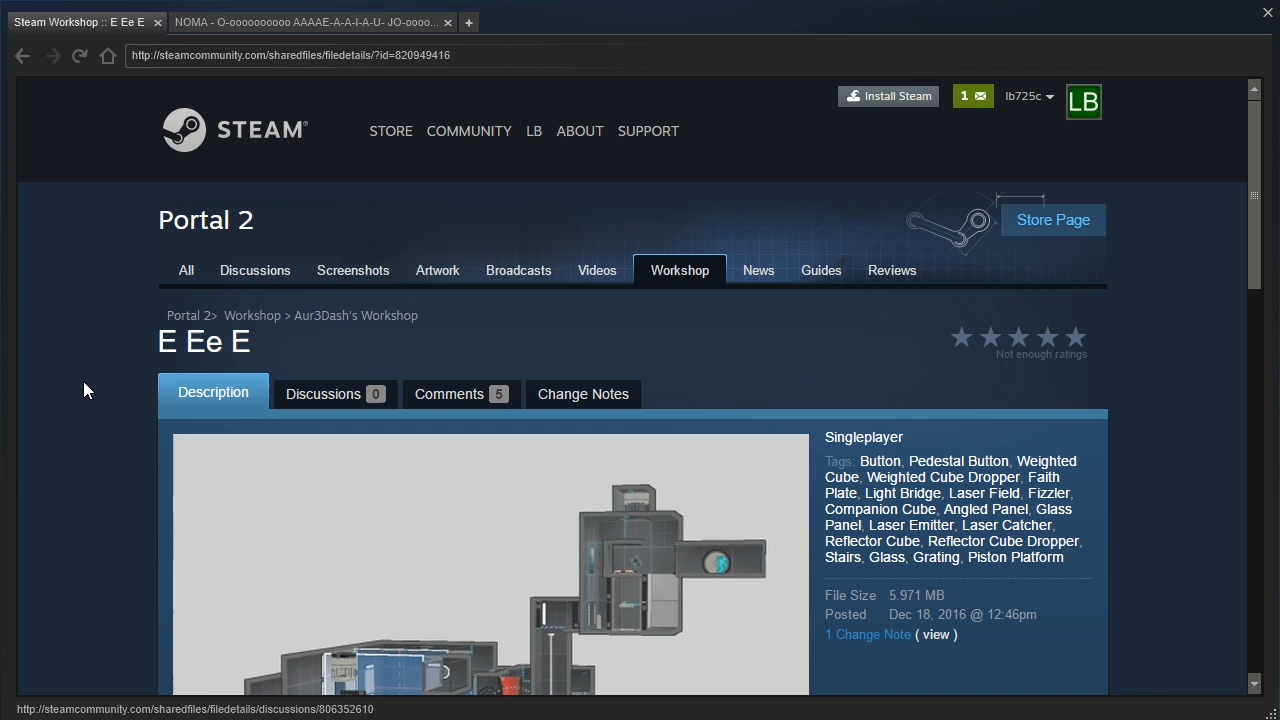 Steam Workshop :: E Ee E
NOMA - O-oooooooooo AAAAE-A-A-I-A-U- JO-oooo...
http://steamcommunity.com/sharedfiles/filedetails/?id=820949416
Install Steam
1
lb725c
LB
STEAM®
STORE COMMUNITY LB ABOUT SUPPORT
Portal 2
Store Page
All Discussions Screenshots Artwork Broadcasts Videos Workshop News Guides Reviews
Portal 2> Workshop > Aur3Dash's Workshop
E Ee E
Not enough ratings
Description Discussions 0 Comments 5 Change Notes
Singleplayer
Tags: Button, Pedestal Button, Weighted
Cube, Weighted Cube Dropper, Faith
Plate, Light Bridge, Laser Field, Fizzler,
Companion Cube, Angled Panel, Glass
Panel, Laser Emitter, Laser Catcher,
Reflector Cube, Reflector Cube Dropper,
Stairs, Glass, Grating, Piston Platform
File Size 5.971 MB
Posted Dec 18, 2016 @ 12:46pm
1 Change Note ( view )
http://steamcommunity.com/sharedfiles/filedetails/discussions/806352610